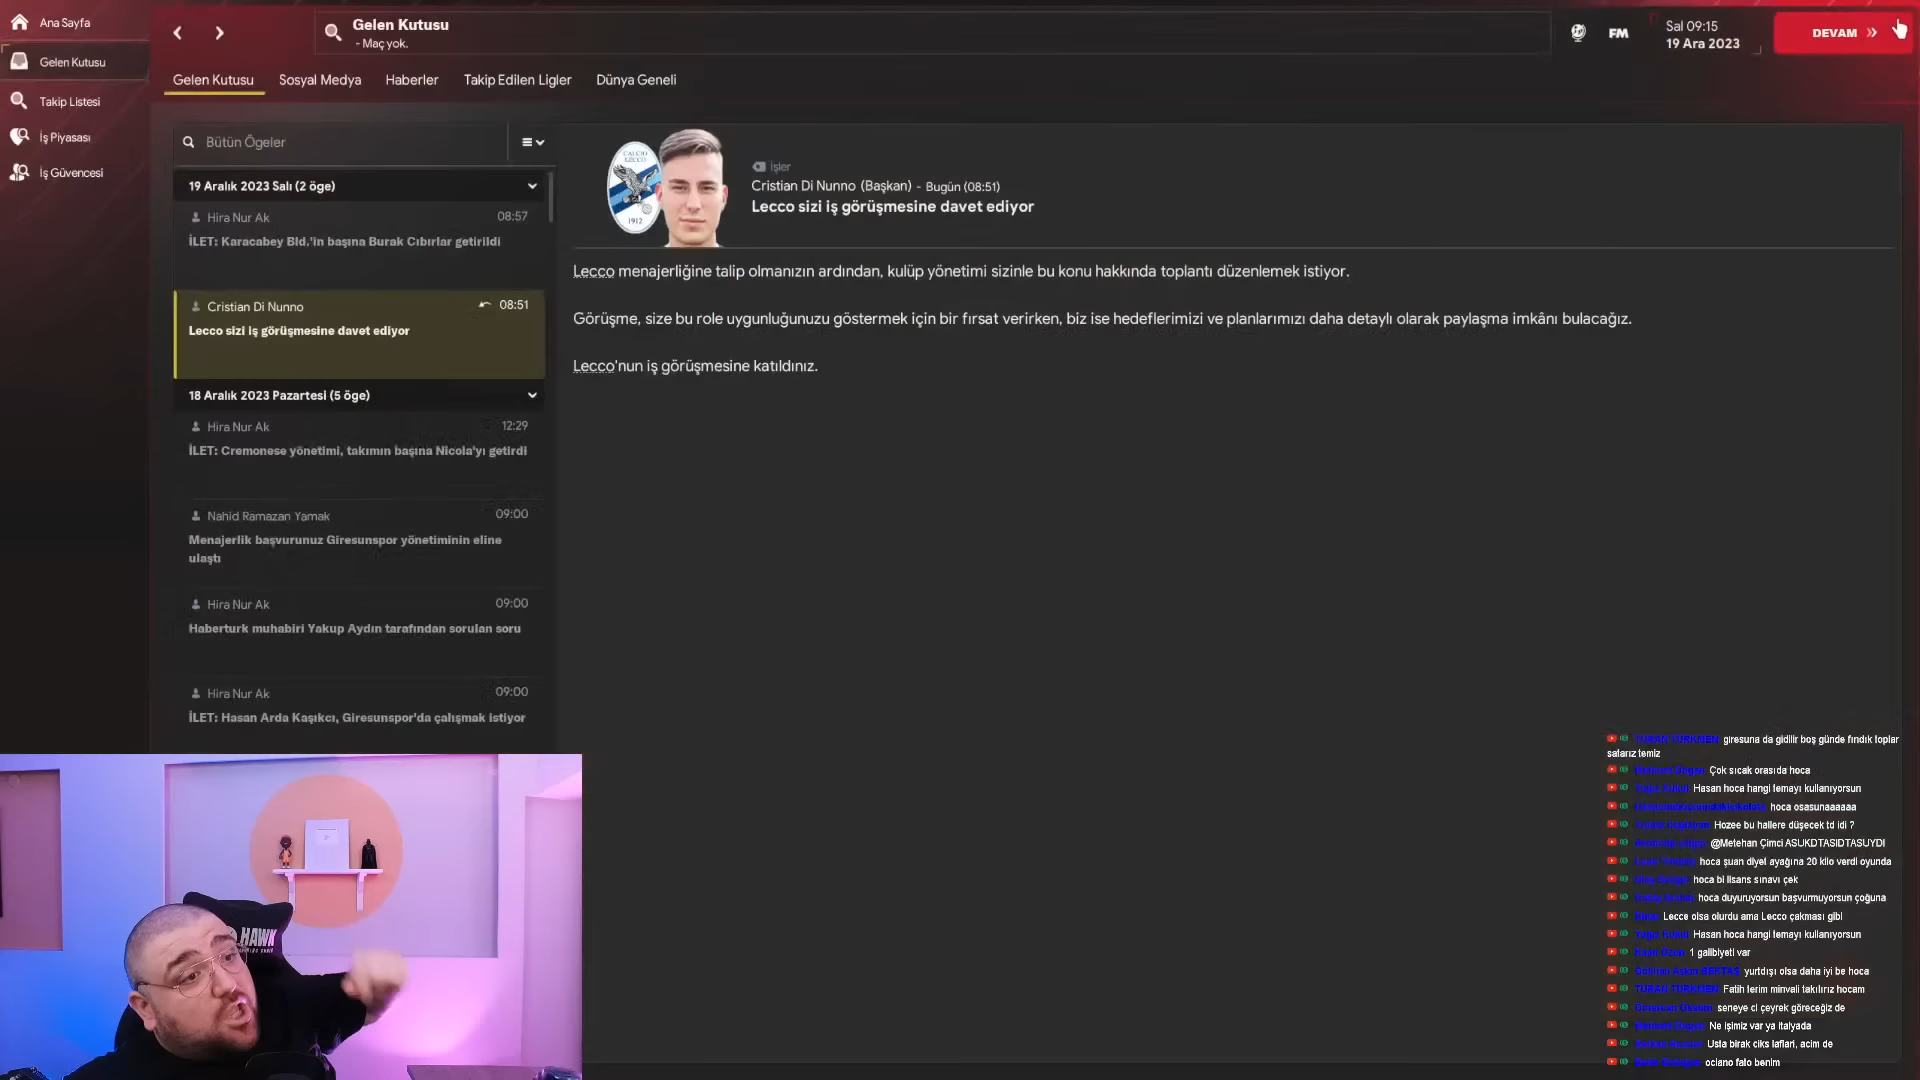 Ana Sayfa
Gelen Kutusu
Takip Listesi
İş Piyasası
İş Güvencesi
Gelen Kutusu
- Maç yok.
FM
Sal 09:15
19 Ara 2023
DEVAM
Gelen Kutusu
Sosyal Medya
Haberler
Takip Edilen Ligler
Dünya Geneli
Bütün Ögeler
19 Aralık 2023 Salı (2 öge)
Hira Nur Ak 08:57
İLET: Karacabey Bld.'in başına Burak Cıbırlar getirildi
Cristian Di Nunno 08:51
Lecco sizi iş görüşmesine davet ediyor
18 Aralık 2023 Pazartesi (5 öge)
Hira Nur Ak 12:29
İLET: Cremonese yönetimi, takımın başına Nicola'yı getirdi
Nahid Ramazan Yamak 09:00
Menajerlik başvurunuz Giresunspor yönetiminin eline
ulaştı
Hira Nur Ak 09:00
Haberturk muhabiri Yakup Aydın tarafından sorulan soru
Hira Nur Ak 09:00
İLET: Hasan Arda Kaşıkcı, Giresunspor'da çalışmak istiyor
CALCIO
LECCO
1912
İşler
Cristian Di Nunno (Başkan) - Bugün (08:51)
Lecco sizi iş görüşmesine davet ediyor
Lecco menajerliğine talip olmanızın ardından, kulüp yönetimi sizinle bu konu hakkında toplantı düzenlemek istiyor.
Görüşme, size bu role uygunluğunuzu göstermek için bir fırsat verirken, biz ise hedeflerimizi ve planlarımızı daha detaylı olarak paylaşma imkânı bulacağız.
Lecco'nun iş görüşmesine katıldınız.
HAWK
TURAN TÜRKMEN giresuna da gidilir boş günde fındık toplar
satarız temiz
Çok sıcak orasıda hoca
Hasan hoca hangi temayı kullanıyorsun
hoca osasunaaaaaa
Hozee bu hallere düşecek td idi ?
@Metehan Çimci ASUKDTASIDTASUYDI
hoca şuan diyet ayağına 20 kilo verdi oyunda
hoca bi lisans sınavı çek
hoca duyuruyorsun başvurmuyorsun çoğuna
Lecce olsa olurdu ama Lecco çakması gibi
Hasan hoca hangi temayı kullanıyorsun
1 galibiyeti var
yurtdışı olsa daha iyi be hoca
TURAN TÜRKMEN Fatih terim minvali takılırız hocam
seneye cl çeyrek göreceğiz de
Ne işimiz var ya italyada
Usta birak ciks laflari, acim de
ociano falo benim